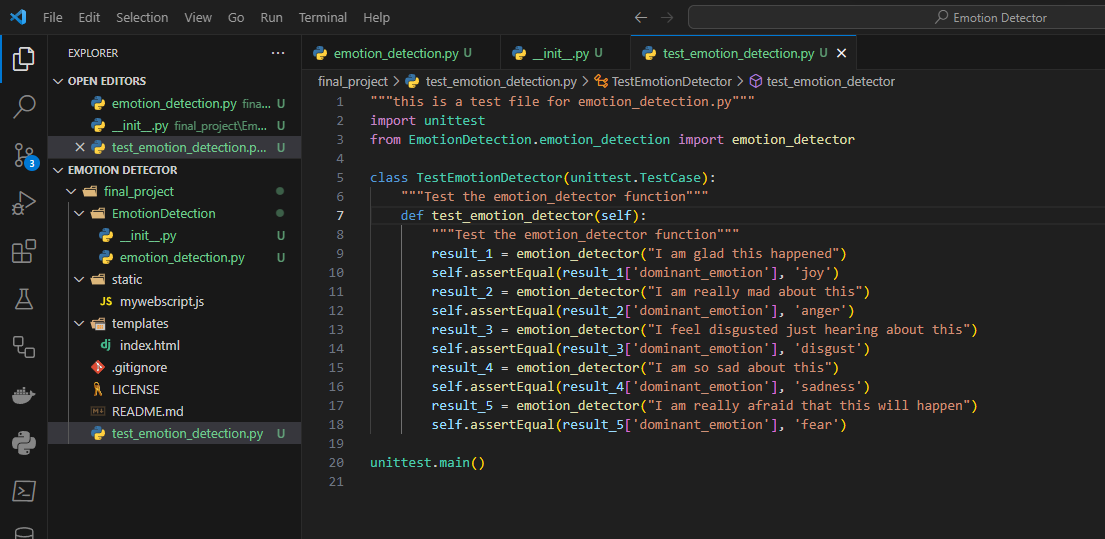 File Edit Selection View Go Run Terminal Help
Emotion Detector
EXPLORER
OPEN EDITORS
emotion_detection.py fina... U
__init__.py final_project\Em... U
test_emotion_detection.p... U
EMOTION DETECTOR
final_project
EmotionDetection
__init__.py U
emotion_detection.py U
static
JS mywebscript.js
templates
dj index.html
.gitignore
LICENSE
README.md
test_emotion_detection.py U
3
emotion_detection.py U
__init__.py U
test_emotion_detection.py U
final_project > test_emotion_detection.py > TestEmotionDetector > test_emotion_detector
1 """this is a test file for emotion_detection.py"""
2 import unittest
3 from EmotionDetection.emotion_detection import emotion_detector
4
5 class TestEmotionDetector(unittest.TestCase):
6 """Test the emotion_detector function"""
7 def test_emotion_detector(self):
8 """Test the emotion_detector function"""
9 result_1 = emotion_detector("I am glad this happened")
10 self.assertEqual(result_1['dominant_emotion'], 'joy')
11 result_2 = emotion_detector("I am really mad about this")
12 self.assertEqual(result_2['dominant_emotion'], 'anger')
13 result_3 = emotion_detector("I feel disgusted just hearing about this")
14 self.assertEqual(result_3['dominant_emotion'], 'disgust')
15 result_4 = emotion_detector("I am so sad about this")
16 self.assertEqual(result_4['dominant_emotion'], 'sadness')
17 result_5 = emotion_detector("I am really afraid that this will happen")
18 self.assertEqual(result_5['dominant_emotion'], 'fear')
19
20 unittest.main()
21